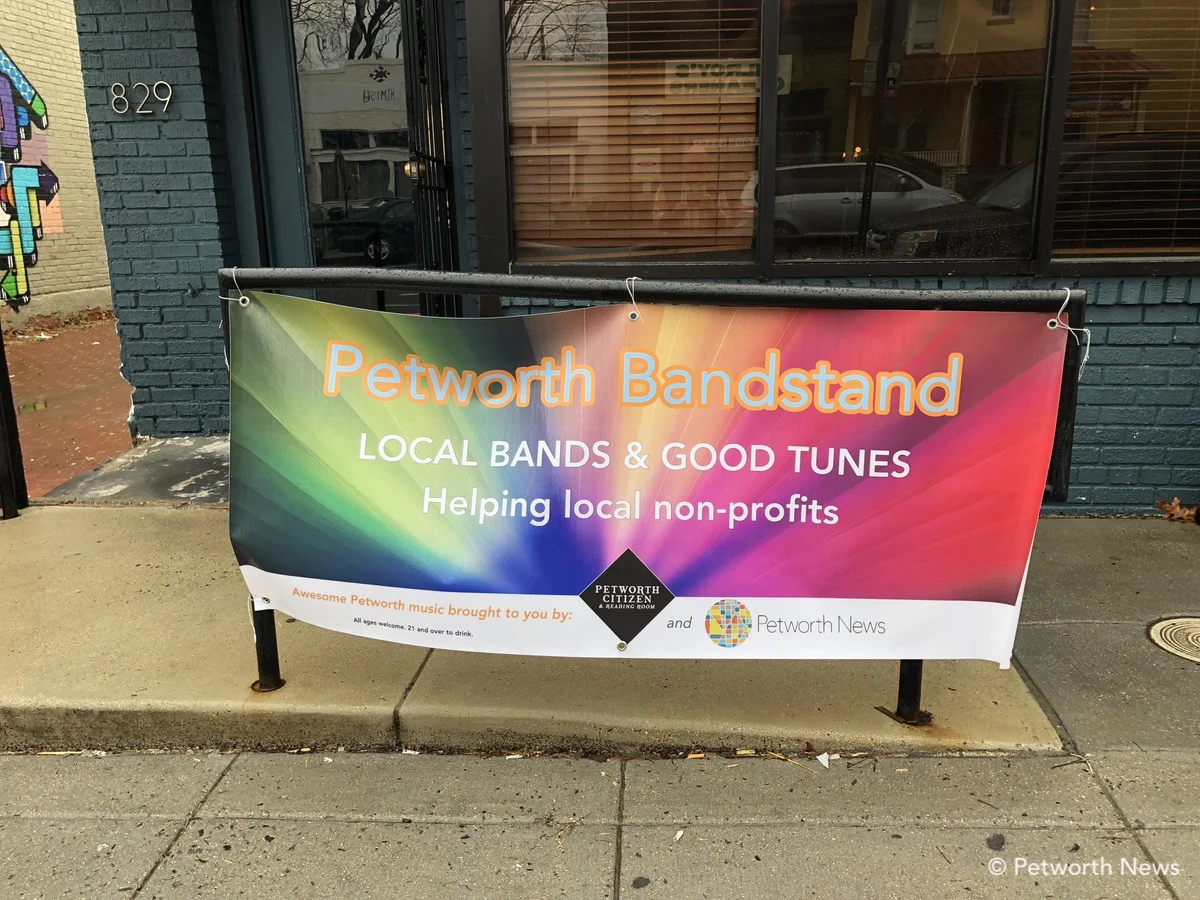 829
Petworth Bandstand
LOCAL BANDS & GOOD TUNES
Helping local non-profits
Awesome Petworth music brought to you by:
All ages welcome. 21 and over to drink.
PETWORTH
CITIZEN
& READING ROOM
and
Petworth News
© Petworth News